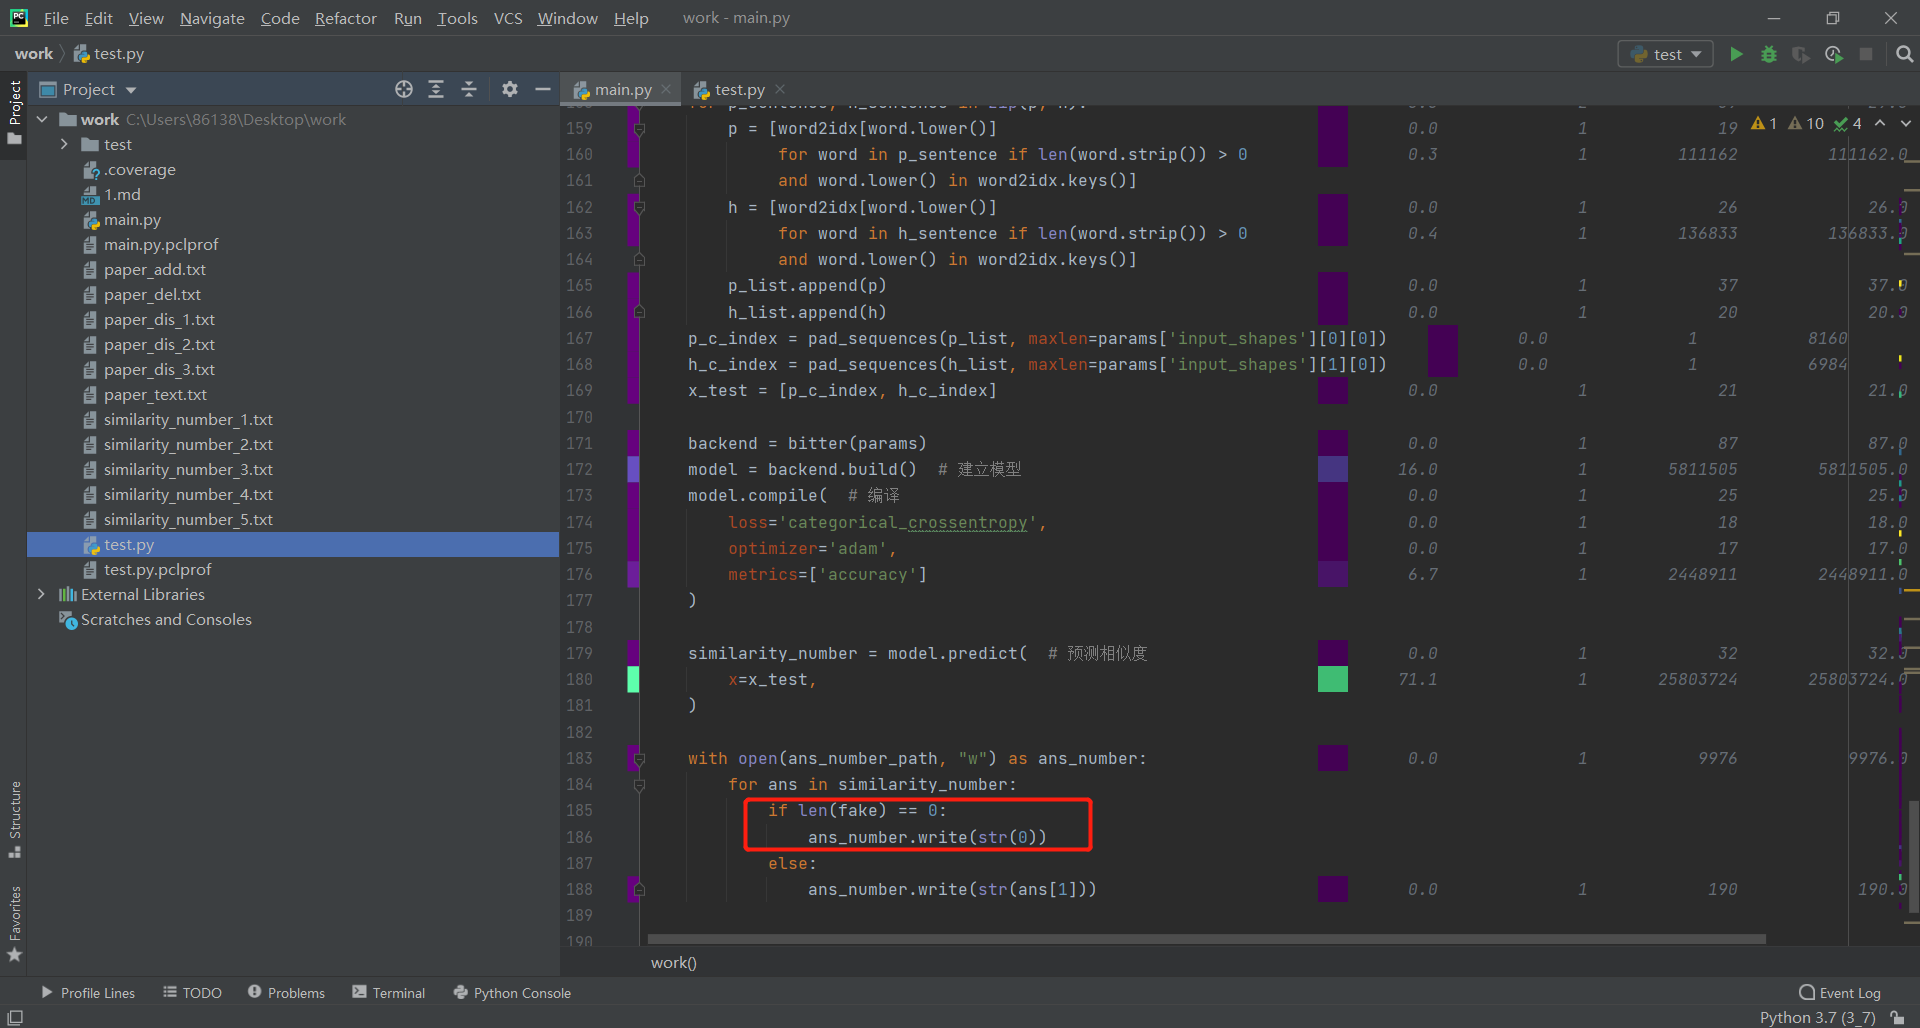 File Edit View Navigate Code Refactor Run Tools VCS Window Help work - main.py
work test.py test
Project
main.py
test.py
work C:\Users\86138\Desktop\work
test
.coverage
1.md
main.py
main.py.pclprof
paper_add.txt
paper_del.txt
paper_dis_1.txt
paper_dis_2.txt
paper_dis_3.txt
paper_text.txt
similarity_number_1.txt
similarity_number_2.txt
similarity_number_3.txt
similarity_number_4.txt
similarity_number_5.txt
test.py
test.py.pclprof
External Libraries
Scratches and Consoles
Project
Structure
Favorites
1 10 4
159 p = [word2idx[word.lower()] 0.0 1 19
160 for word in p_sentence if len(word.strip()) > 0 0.3 1 111162 111162.0
161 and word.lower() in word2idx.keys()]
162 h = [word2idx[word.lower()] 0.0 1 26 26.0
163 for word in h_sentence if len(word.strip()) > 0 0.4 1 136833 136833.0
164 and word.lower() in word2idx.keys()]
165 p_list.append(p) 0.0 1 37 37.0
166 h_list.append(h) 0.0 1 20 20.0
167 p_c_index = pad_sequences(p_list, maxlen=params['input_shapes'][0][0]) 0.0 1 8160
168 h_c_index = pad_sequences(h_list, maxlen=params['input_shapes'][1][0]) 0.0 1 6984
169 x_test = [p_c_index, h_c_index] 0.0 1 21 21.0
170
171 backend = bitter(params) 0.0 1 87 87.0
172 model = backend.build() # 建立模型 16.0 1 5811505 5811505.0
173 model.compile( # 编译 0.0 1 25 25.0
174 loss='categorical_crossentropy', 0.0 1 18 18.0
175 optimizer='adam', 0.0 1 17 17.0
176 metrics=['accuracy'] 6.7 1 2448911 2448911.0
177 )
178
179 similarity_number = model.predict( # 预测相似度 0.0 1 32 32.0
180 x=x_test, 71.1 1 25803724 25803724.0
181 )
182
183 with open(ans_number_path, "w") as ans_number: 0.0 1 9976 9976.0
184 for ans in similarity_number:
185 if len(fake) == 0:
186 ans_number.write(str(0))
187 else:
188 ans_number.write(str(ans[1])) 0.0 1 190 190.0
189
190
work()
Profile Lines TODO Problems Terminal Python Console Event Log
Python 3.7 (3_7)